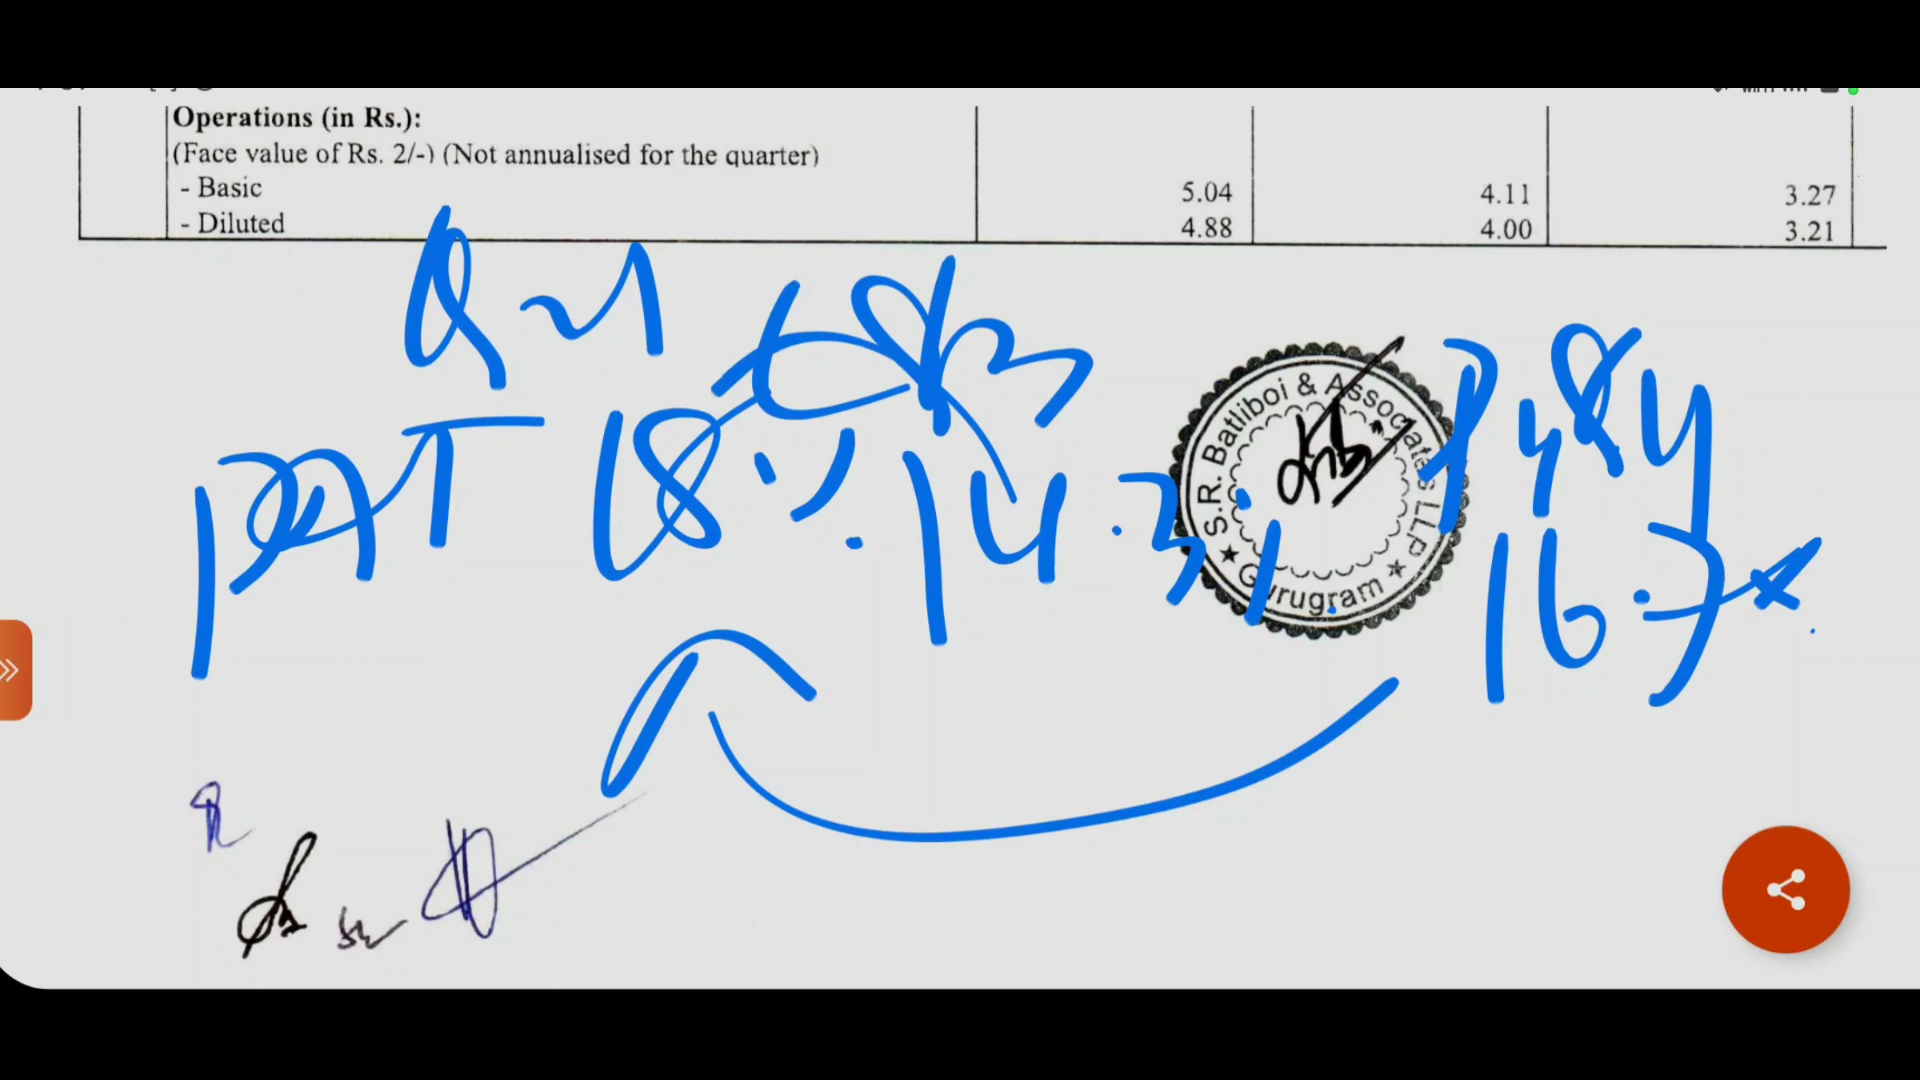 Operations (in Rs.):
(Face value of Rs. 2/-) (Not annualised for the quarter)
- Basic 5.04 4.11 3.27
- Diluted 4.88 4.00 3.21
PAT 18 %. 14.3%
16.7
S.R. Batliboi & Associates LLP
★ Gurugram ★